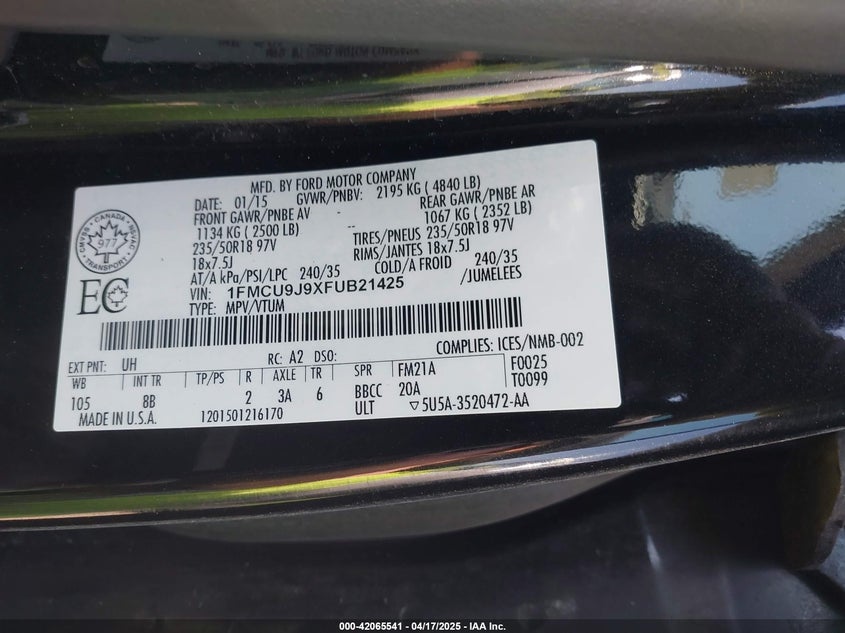 MFD. BY FORD MOTOR COMPANY
DATE: 01/15 GVWR/PNBV: 2195 KG ( 4840 LB)
FRONT GAWR/PNBE AV REAR GAWR/PNBE AR
1134 KG ( 2500 LB) 1067 KG ( 2352 LB)
235/50R18 97V TIRES/PNEUS 235/50R18 97V
18x7.5J RIMS/JANTES 18x7.5J
AT/A kPa/PSI/LPC 240/35 COLD/A FROID 240/35
VIN: 1FMCU9J9XFUB21425 /JUMELEES
TYPE: MPV/VTUM
CMVSS • CANADA • NSVAC
977
TRANSPORT
EC
COMPLIES: ICES/NMB-002
EXT PNT: UH RC: A2 DSO: F0025
WB INT TR TP/PS R AXLE TR SPR FM21A T0099
105 8B 2 3A 6 BBCC 20A
MADE IN U.S.A. 1201501216170 ULT ▽5U5A-3520472-AA
000-42065541 - 04/17/2025 - IAA Inc.